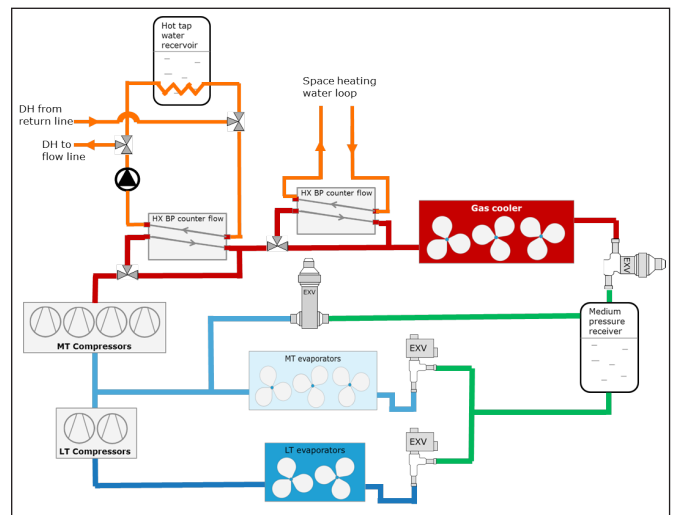 Hot tap
water
recervoir
Space heating
water loop
DH from
return line
DH to
flow line
HX BP counter flow
HX BP counter flow
Gas cooler
EXV
EXV
MT Compressors
Medium
pressure
receiver
MT evaporators
EXV
LT Compressors
LT evaporators
EXV